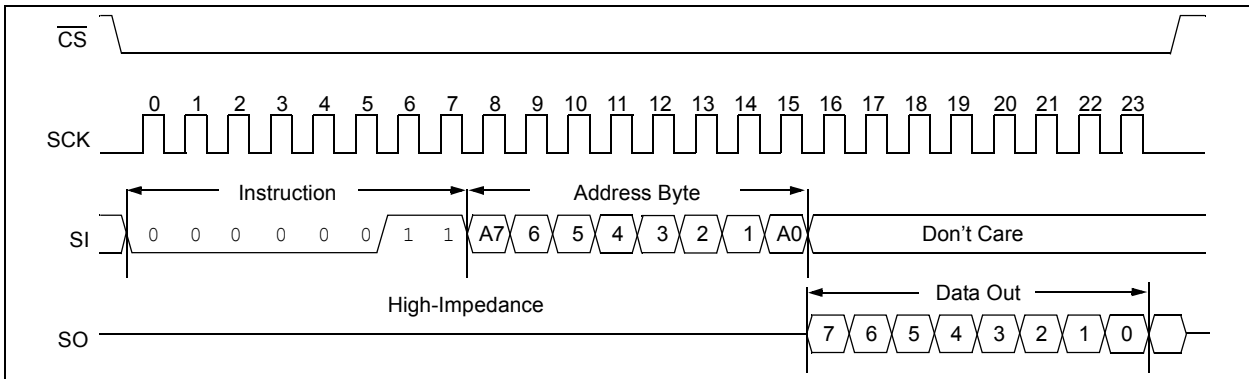 CS
0 1 2 3 4 5 6 7 8 9 10 11 12 13 14 15 16 17 18 19 20 21 22 23
SCK
Instruction Address Byte
SI 0 0 0 0 0 0 1 1 A7 6 5 4 3 2 1 A0 Don't Care
High-Impedance Data Out
SO 7 6 5 4 3 2 1 0